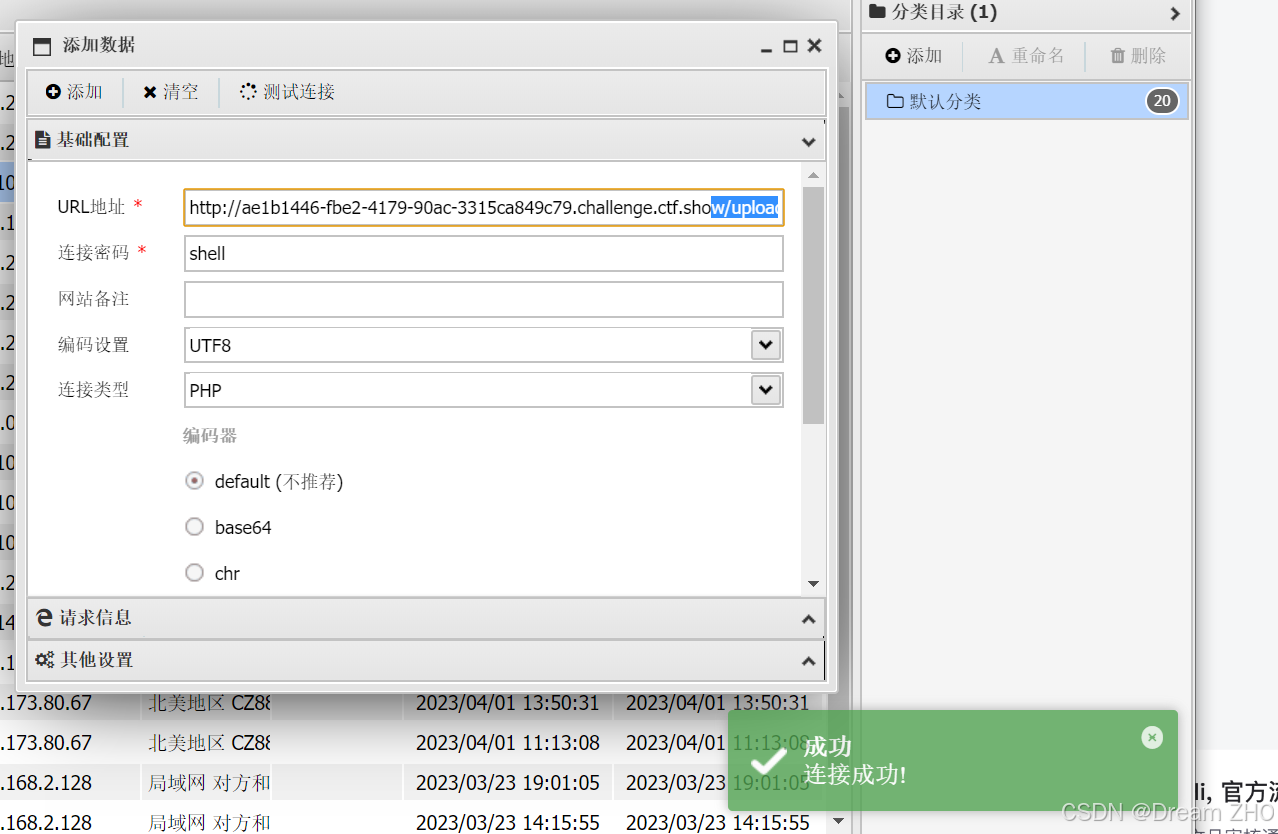 添加数据
添加 清空 测试连接
基础配置
URL地址 *
http://ae1b1446-fbe2-4179-90ac-3315ca849c79.challenge.ctf.show/upload
连接密码 *
shell
网站备注
编码设置
UTF8
连接类型
PHP
编码器
default (不推荐)
base64
chr
请求信息
其他设置
分类目录 (1)
添加 重命名 删除
默认分类 20
.173.80.67 北美地区 CZ88 2023/04/01 13:50:31 2023/04/01 13:50:31
.173.80.67 北美地区 CZ88 2023/04/01 11:13:08 2023/04/01 11:13:08
.168.2.128 局域网 对方和 2023/03/23 19:01:05 2023/03/23 19:01:05
.168.2.128 局域网 对方和 2023/03/23 14:15:55 2023/03/23 14:15:55
成功
连接成功!
li, 官方
CSDN @Dream ZHO